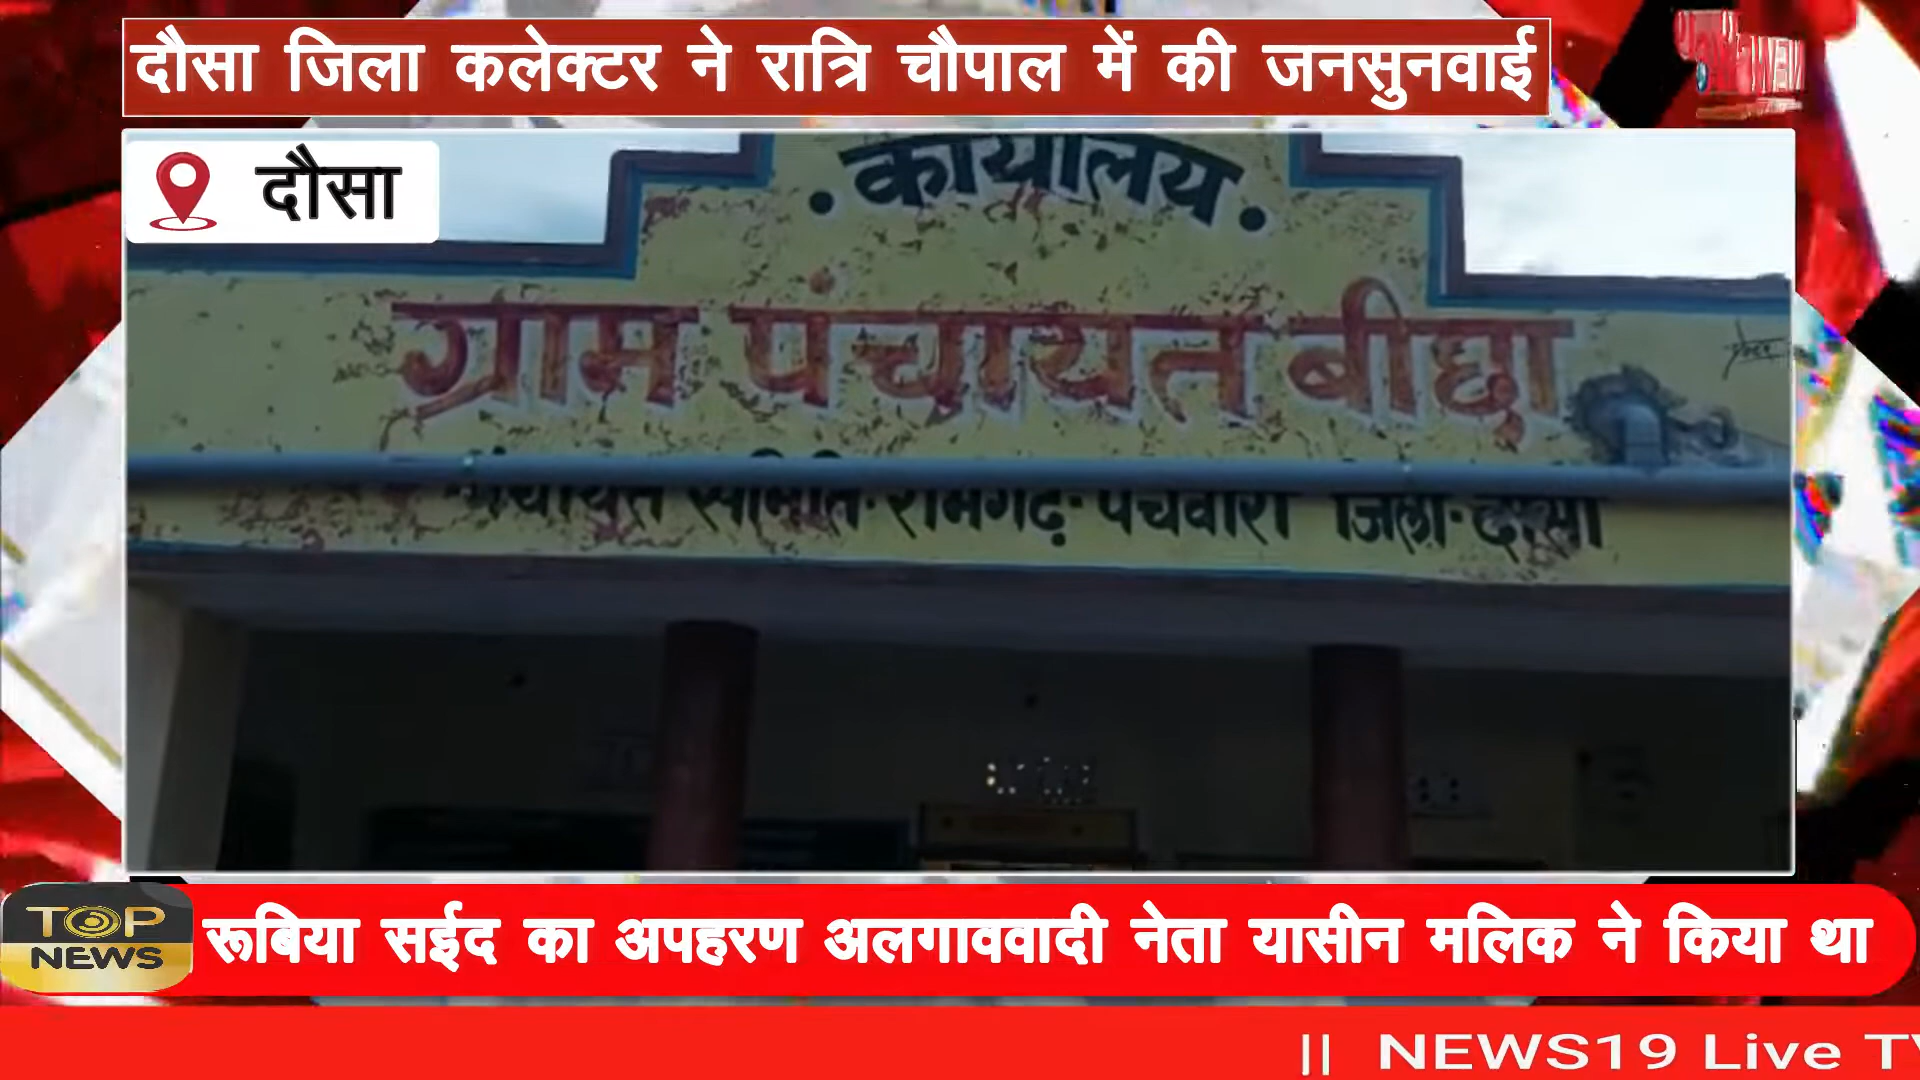 दौसा जिला कलेक्टर ने रात्रि चौपाल में की जनसुनवाई
दौसा
कार्यालय
ग्राम पंचायत बीछा
पंचायत समिति·रामगढ़·पचवारा जिला·दौसा
TOP
NEWS
रूबिया सईद का अपहरण अलगाववादी नेता यासीन मलिक ने किया था
|| NEWS19 Live TV